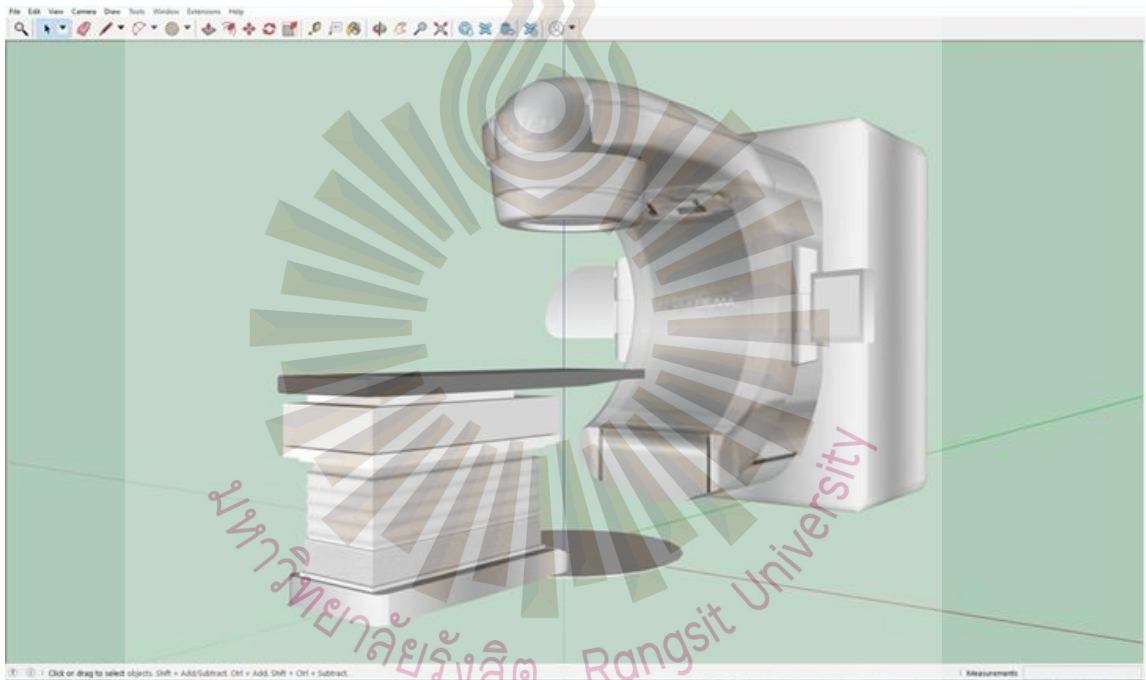 File Edit View Camera Draw Tools Window Extensions Help
มหาวิทยาลัยรังสิต Rangsit University
Click or drag to select objects. Shift = Add/Subtract. Ctrl = Add. Shift + Ctrl = Subtract.
Measurements